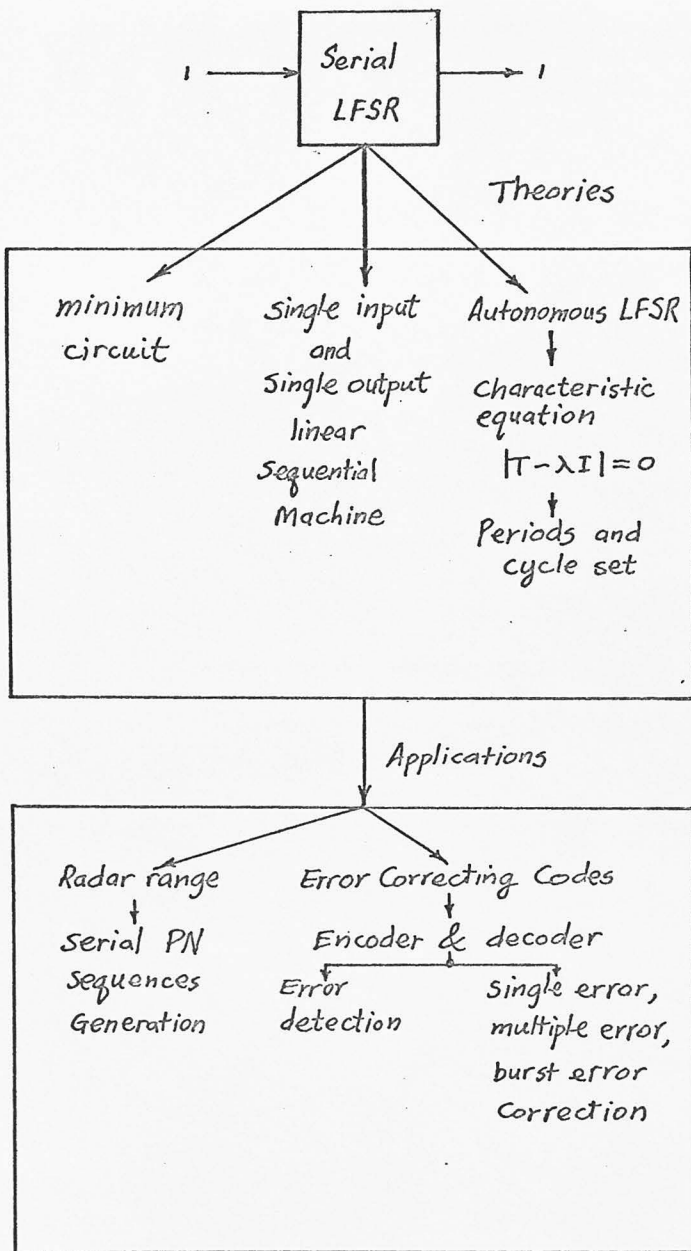 1
Serial
LFSR
1
Theories
minimum
circuit
Single input
and
Single output
linear
Sequential
Machine
Autonomous LFSR
Characteristic
equation
|T-λI|=0
Periods and
cycle set
Applications
Radar range
Serial PN
Sequences
Generation
Error Correcting Codes
Encoder & decoder
Error
detection
Single error,
multiple error,
burst error
Correction